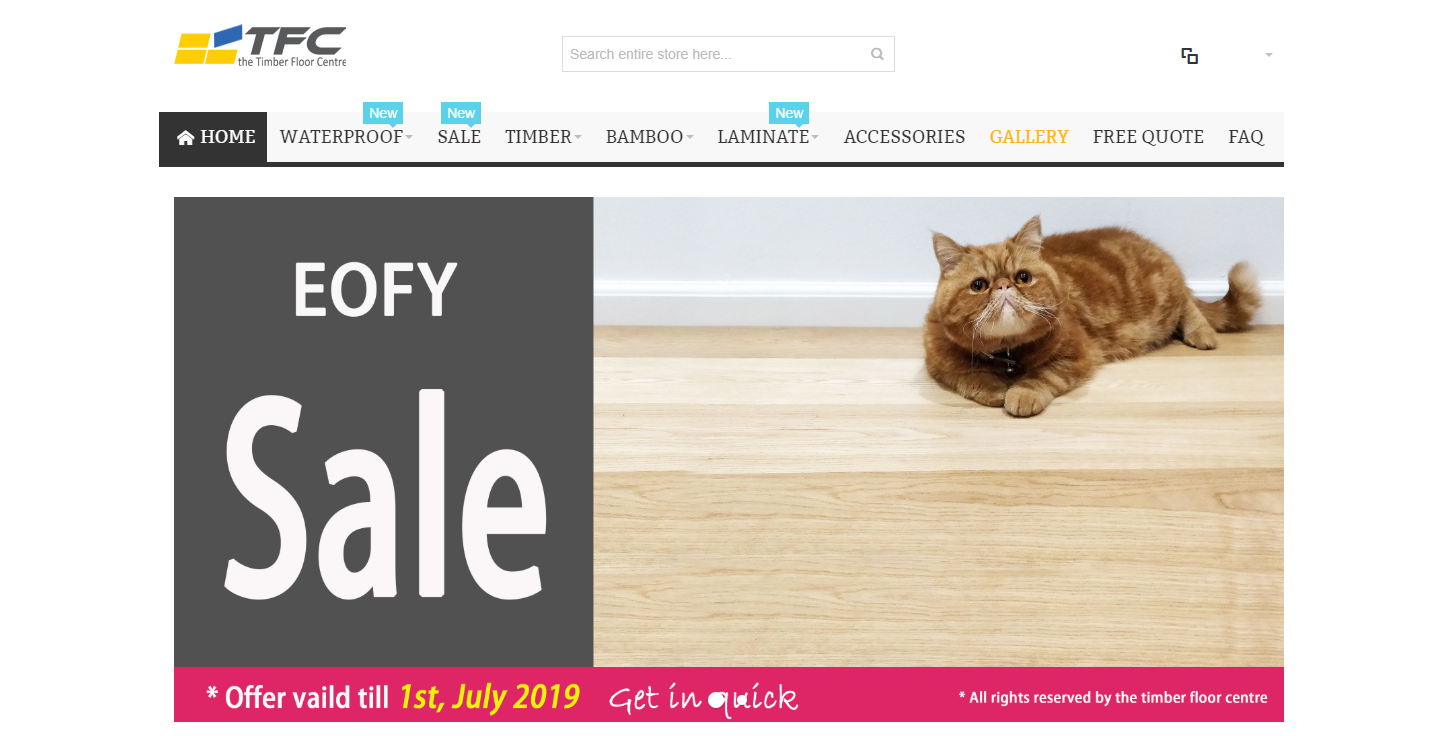 TFC
the Timber Floor Centre
Search entire store here...
New New New
HOME WATERPROOF SALE TIMBER BAMBOO LAMINATE ACCESSORIES GALLERY FREE QUOTE FAQ
EOFY
Sale
* Offer vaild till 1st, July 2019 Get in quick * All rights reserved by the timber floor centre